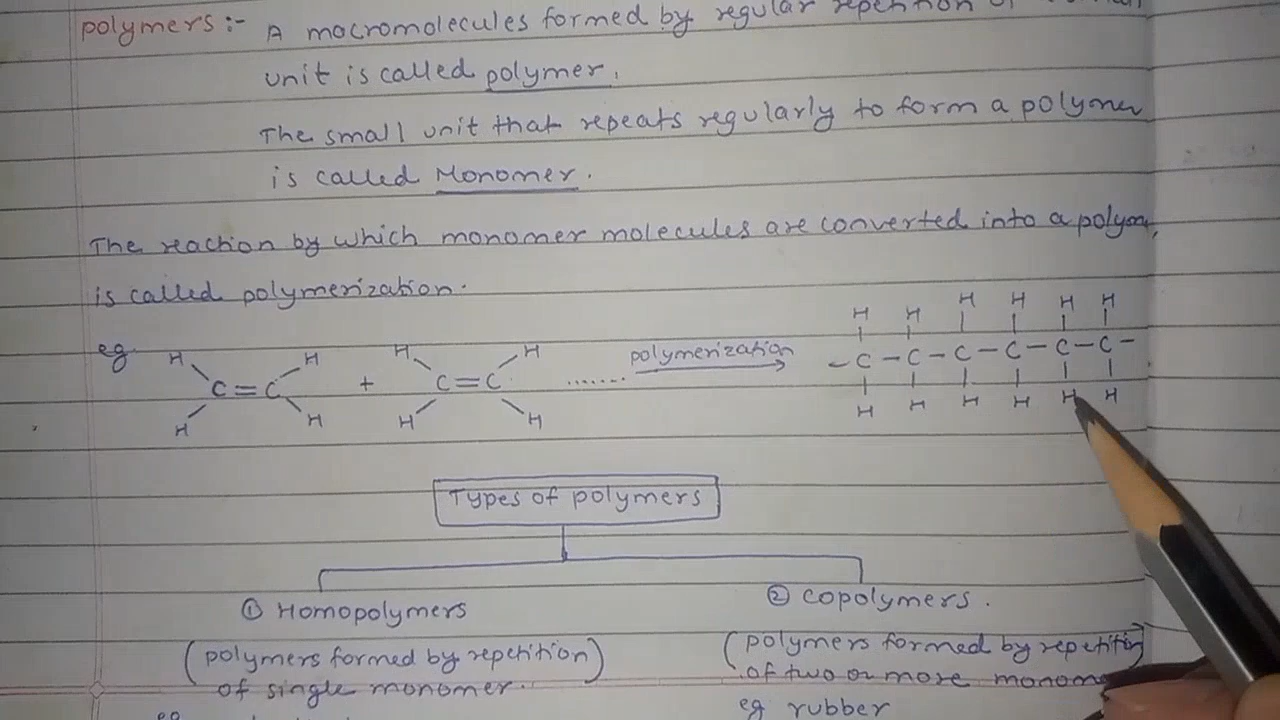 polymers:- A macromolecules formed by regular repetition of
unit is called polymer.
The small unit that repeats regularly to form a polymer
is called Monomer.
The reaction by which monomer molecules are converted into a
is called polymerization.
H H H H H H
eg H H H H polymerization
C=C + C=C ....... -C-C-C-C-C-C-
H H H H H H H H H H
Types of polymers
① Homopolymers ② copolymers.
(polymers formed by repetition) (polymers formed by
of single monomer. of two or more
eg eg rubber